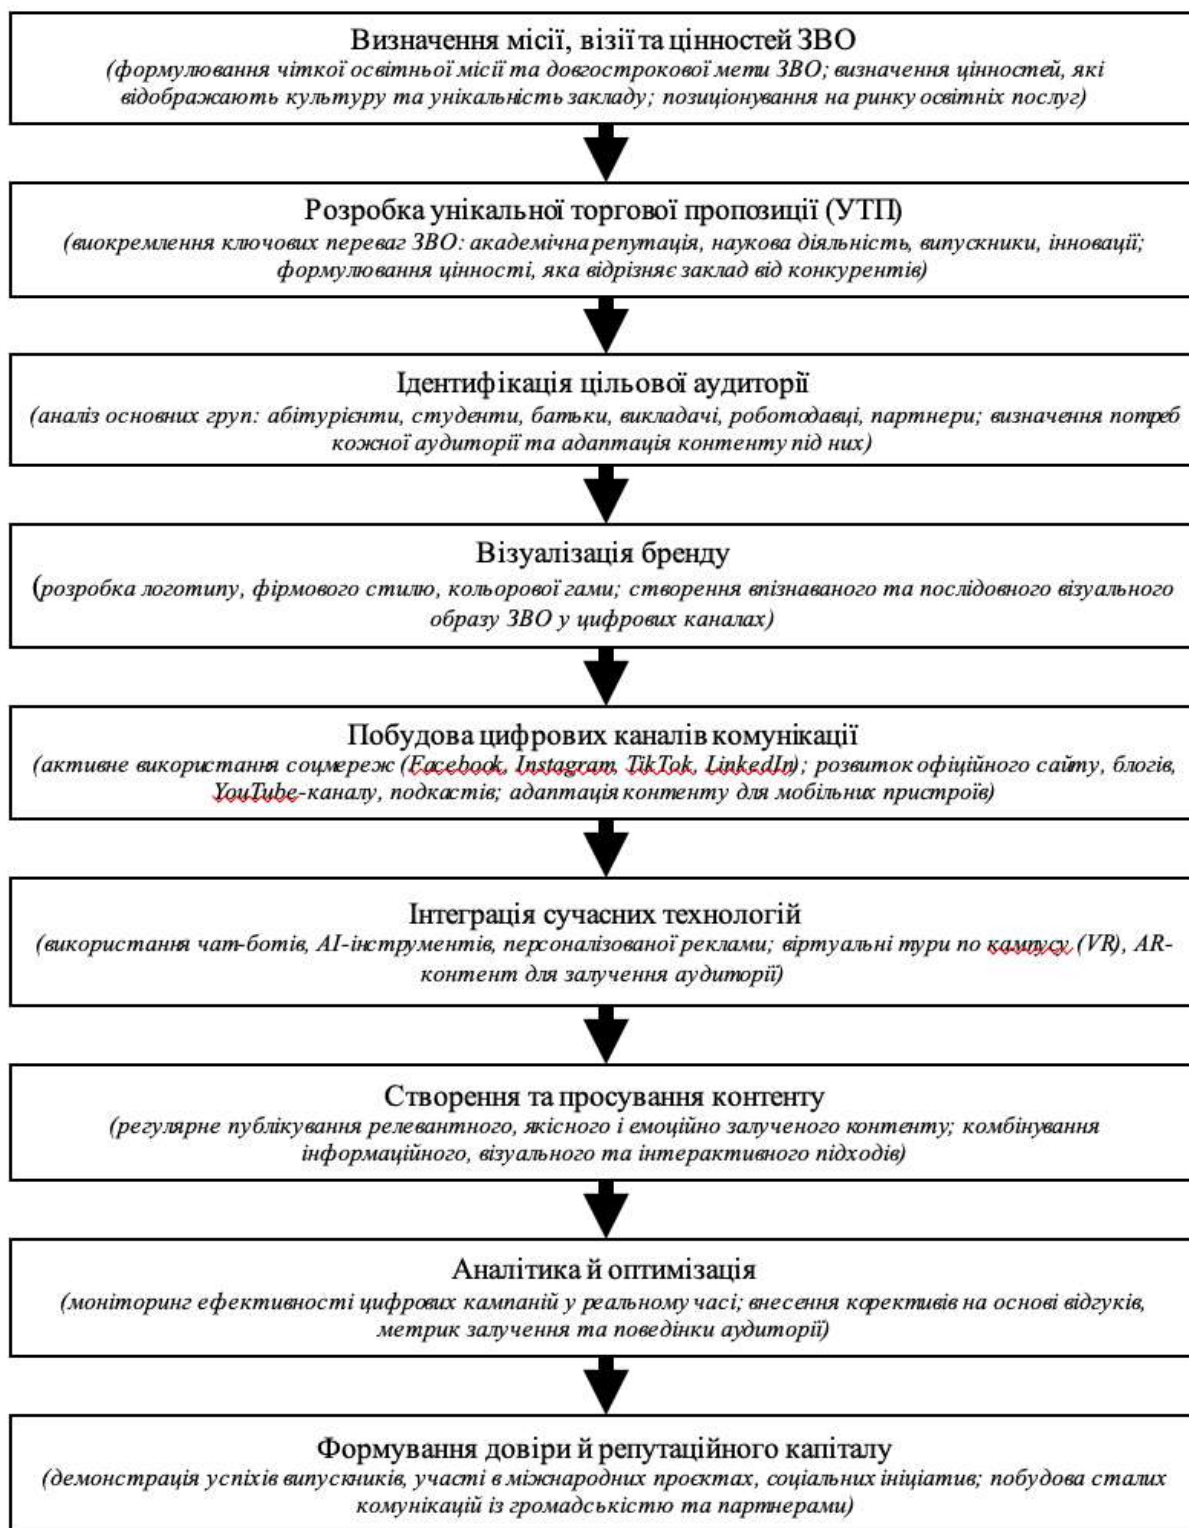 Визначення місії, візії та цінностей ЗВО
(формулювання чіткої освітньої місії та довгострокової мети ЗВО; визначення цінностей, які
відображають культуру та унікальність закладу; позиціонування на ринку освітніх послуг)
Розробка унікальної торгової пропозиції (УТП)
(виокремлення ключових переваг ЗВО: академічна репутація, наукова діяльність, випускники, інновації;
формулювання цінності, яка відрізняє заклад від конкурентів)
Ідентифікація цільової аудиторії
(аналіз основних груп: абітурієнти, студенти, батьки, викладачі, роботодавці, партнери; визначення потреб
кожної аудиторії та адаптація контенту під них)
Візуалізація бренду
(розробка логотипу, фірмового стилю, кольорової гами; створення впізнаваного та послідовного візуального
образу ЗВО у цифрових каналах)
Побудова цифрових каналів комунікації
(активне використання соцмереж (Facebook, Instagram, TikTok, LinkedIn); розвиток офіційного сайту, блогів,
YouTube-каналу, подкастів; адаптація контенту для мобільних пристроїв)
Інтеграція сучасних технологій
(використання чат-ботів, AI-інструментів, персоналізованої реклами; віртуальні тури по кампусу (VR), AR-
контент для залучення аудиторії)
Створення та просування контенту
(регулярне публікування релевантного, якісного і емоційно залученого контенту; комбінування
інформаційного, візуального та інтерактивного підходів)
Аналітика й оптимізація
(моніторинг ефективності цифрових кампаній у реальному часі; внесення корективів на основі відгуків,
метрик залучення та поведінки аудиторії)
Формування довіри й репутаційного капіталу
(демонстрація успіхів випускників, участі в міжнародних проєктах, соціальних ініціатив; побудова сталих
комунікацій із громадськістю та партнерами)